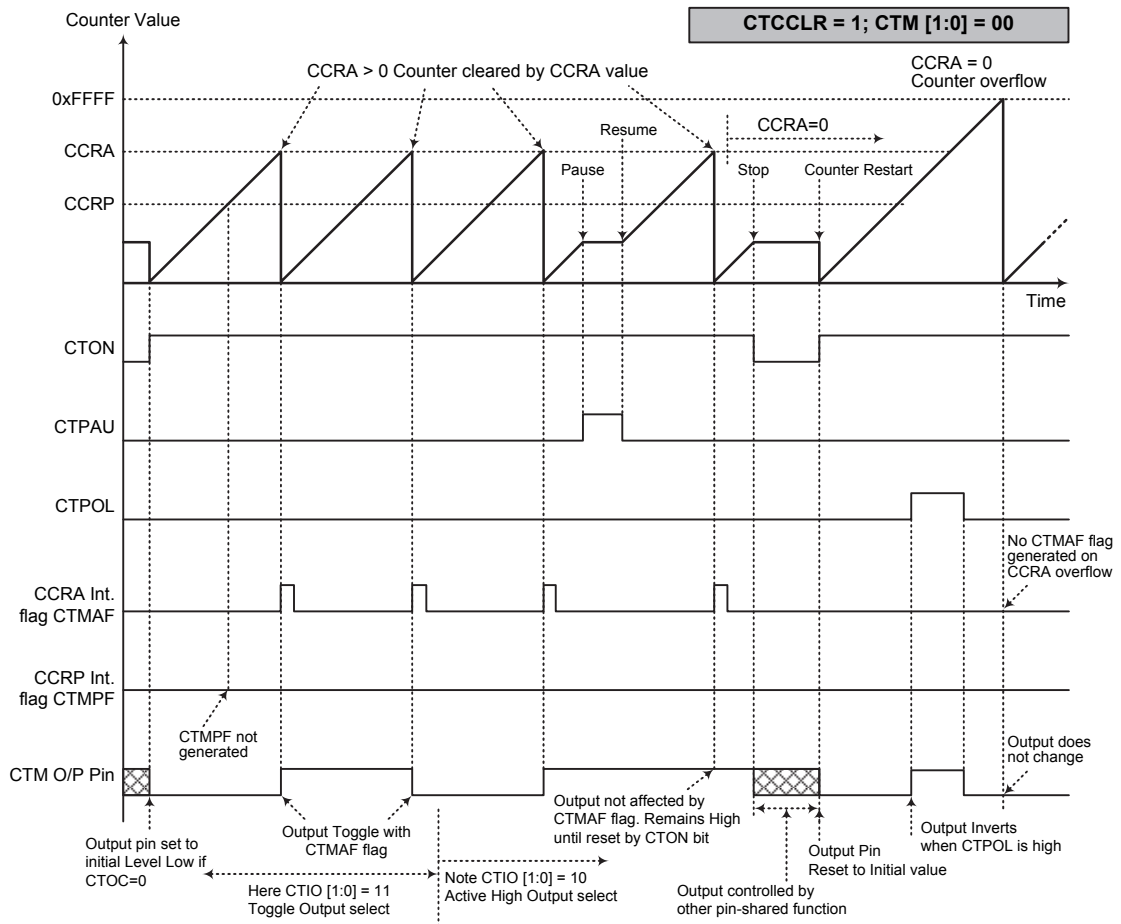 Counter Value
CTCCLR = 1; CTM [1:0] = 00
CCRA = 0
Counter overflow
CCRA > 0 Counter cleared by CCRA value
0xFFFF
Resume
CCRA=0
CCRA
Pause
Stop
Counter Restart
CCRP
Time
CTON
CTPAU
CTPOL
No CTMAF flag
generated on
CCRA overflow
CCRA Int.
flag CTMAF
CCRP Int.
flag CTMPF
CTMPF not
generated
Output does
not change
CTM O/P Pin
Output not affected by
CTMAF flag. Remains High
until reset by CTON bit
Output Toggle with
CTMAF flag
Output Inverts
when CTPOL is high
Output pin set to
initial Level Low if
CTOC=0
Output Pin
Reset to Initial value
Here CTIO [1:0] = 11
Toggle Output select
Note CTIO [1:0] = 10
Active High Output select
Output controlled by
other pin-shared function